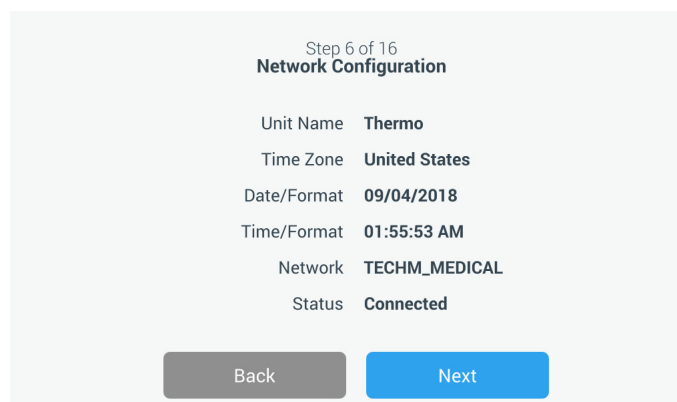 Step 6 of 16
Network Configuration
Unit Name Thermo
Time Zone United States
Date/Format 09/04/2018
Time/Format 01:55:53 AM
Network TECHM_MEDICAL
Status Connected
Back Next